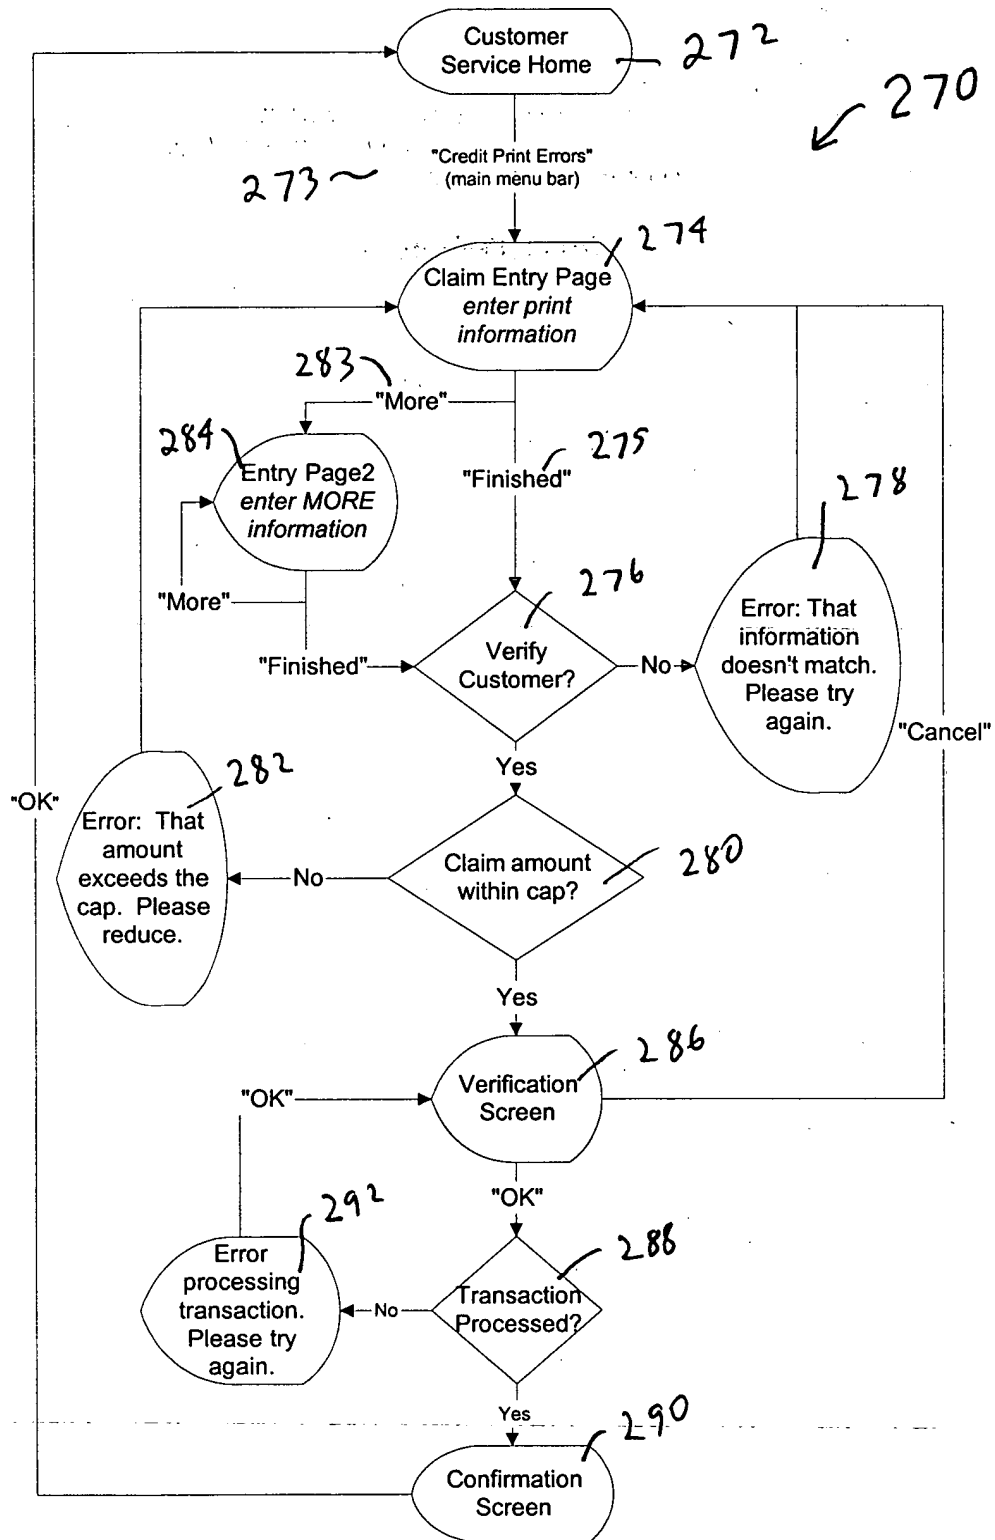 Customer
Service Home
272
270
"Credit Print Errors"
(main menu bar)
273
274
Claim Entry Page
enter print
information
283
"More"
284
Entry Page2
enter MORE
information
"Finished"
275
278
"More"
276
"Finished"
Verify
Customer?
No
Error: That
information
doesn't match.
Please try
again.
"Cancel"
Yes
"OK"
282
Error: That
amount
exceeds the
cap. Please
reduce.
No
Claim amount
within cap?
280
Yes
286
Verification
Screen
"OK"
"OK"
292
Error
processing
transaction.
Please try
again.
No
288
Transaction
Processed?
Yes
290
Confirmation
Screen